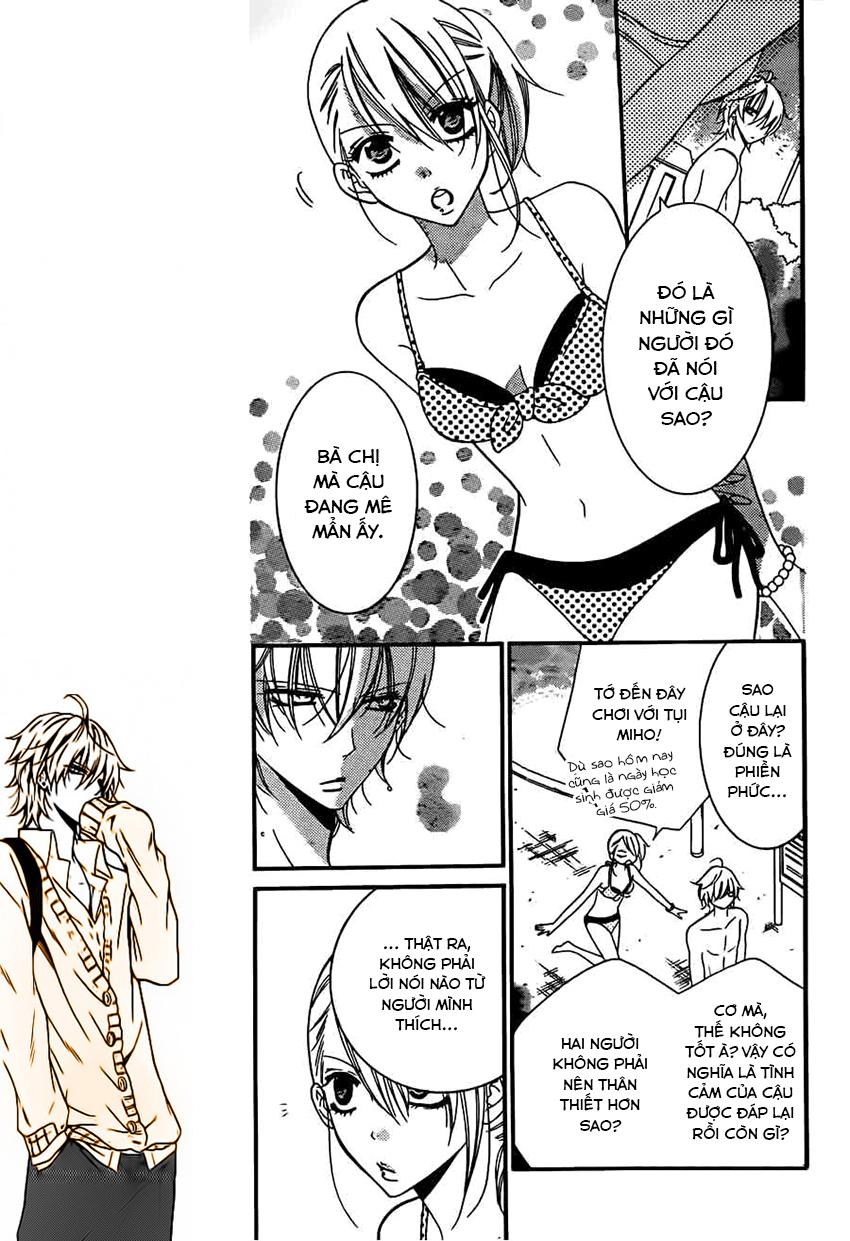 ĐÓ LÀ
NHỮNG GÌ
NGƯỜI ĐÓ
ĐÃ NÓI
VỚI CẬU
SAO?
BÀ CHỊ
MÀ CẬU
ĐANG MÊ
MẨN ẤY.
SAO
CẬU LẠI
Ở ĐÂY?
ĐÚNG LÀ
PHIỀN
PHỨC...
TỚ ĐẾN ĐÂY
CHƠI VỚI TỤI
MIHO!
Dù sao hôm nay
cũng là ngày học
sinh được giảm
giá 50%.
CƠ MÀ,
THẾ KHÔNG
TỐT À? VẬY CÓ
NGHĨA LÀ TÌNH
CẢM CỦA CẬU
ĐƯỢC ĐÁP LẠI
RỒI CÒN GÌ?
HAI NGƯỜI
KHÔNG PHẢI
NÊN THÂN
THIẾT HƠN
SAO?
... THẬT RA,
KHÔNG PHẢI
LỜI NÓI NÀO TỪ
NGƯỜI MÌNH
THÍCH...